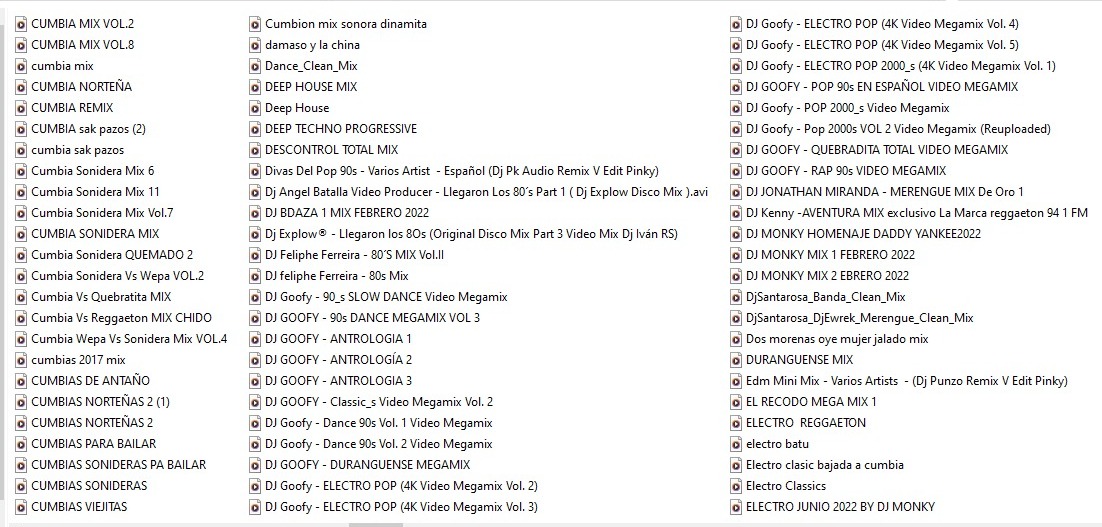 CUMBIA MIX VOL.2
CUMBIA MIX VOL.8
cumbia mix
CUMBIA NORTEÑA
CUMBIA REMIX
CUMBIA sak pazos (2)
cumbia sak pazos
Cumbia Sonidera Mix 6
Cumbia Sonidera Mix 11
Cumbia Sonidera Mix Vol.7
CUMBIA SONIDERA MIX
Cumbia Sonidera QUEMADO 2
Cumbia Sonidera Vs Wepa VOL.2
Cumbia Vs Quebratita MIX
Cumbia Vs Reggaeton MIX CHIDO
Cumbia Wepa Vs Sonidera Mix VOL.4
cumbias 2017 mix
CUMBIAS DE ANTAÑO
CUMBIAS NORTEÑAS 2 (1)
CUMBIAS NORTEÑAS 2
CUMBIAS PARA BAILAR
CUMBIAS SONIDERAS PA BAILAR
CUMBIAS SONIDERAS
CUMBIAS VIEJITAS
Cumbion mix sonora dinamita
damaso y la china
Dance_Clean_Mix
DEEP HOUSE MIX
Deep House
DEEP TECHNO PROGRESSIVE
DESCONTROL TOTAL MIX
Divas Del Pop 90s - Varios Artist  - Español (Dj Pk Audio Remix V Edit Pinky)
Dj Angel Batalla Video Producer - Llegaron Los 80´s Part 1 ( Dj Explow Disco Mix ).avi
DJ BDAZA 1 MIX FEBRERO 2022
Dj Explow® - Llegaron los 8Os (Original Disco Mix Part 3 Video Mix Dj Iván RS)
DJ Feliphe Ferreira - 80´S MIX Vol.II
DJ feliphe Ferreira - 80s Mix
DJ Goofy - 90_s SLOW DANCE Video Megamix
DJ GOOFY - 90s DANCE MEGAMIX VOL 3
DJ GOOFY - ANTROLOGIA 1
DJ GOOFY - ANTROLOGÍA 2
DJ GOOFY - ANTROLOGIA 3
DJ GOOFY - Classic_s Video Megamix Vol. 2
DJ Goofy - Dance 90s Vol. 1 Video Megamix
DJ Goofy - Dance 90s Vol. 2 Video Megamix
DJ GOOFY - DURANGUENSE MEGAMIX
DJ Goofy - ELECTRO POP (4K Video Megamix Vol. 2)
DJ Goofy - ELECTRO POP (4K Video Megamix Vol. 3)
DJ Goofy - ELECTRO POP (4K Video Megamix Vol. 4)
DJ Goofy - ELECTRO POP (4K Video Megamix Vol. 5)
DJ Goofy - ELECTRO POP 2000_s (4K Video Megamix Vol. 1)
DJ GOOFY - POP 90s EN ESPAÑOL VIDEO MEGAMIX
DJ Goofy - POP 2000_s Video Megamix
DJ Goofy - Pop 2000s VOL 2 Video Megamix (Reuploaded)
DJ GOOFY - QUEBRADITA TOTAL VIDEO MEGAMIX
DJ GOOFY - RAP 90s VIDEO MEGAMIX
DJ JONATHAN MIRANDA - MERENGUE MIX De Oro 1
DJ Kenny -AVENTURA MIX exclusivo La Marca reggaeton 94 1 FM
DJ MONKY HOMENAJE DADDY YANKEE2022
DJ MONKY MIX 1 FEBRERO 2022
DJ MONKY MIX 2 EBRERO 2022
DjSantarosa_Banda_Clean_Mix
DjSantarosa_DjEwrek_Merengue_Clean_Mix
Dos morenas oye mujer jalado mix
DURANGUENSE MIX
Edm Mini Mix - Varios Artists  - (Dj Punzo Remix V Edit Pinky)
EL RECODO MEGA MIX 1
ELECTRO  REGGAETON
electro batu
Electro clasic bajada a cumbia
Electro Classics
ELECTRO JUNIO 2022 BY DJ MONKY